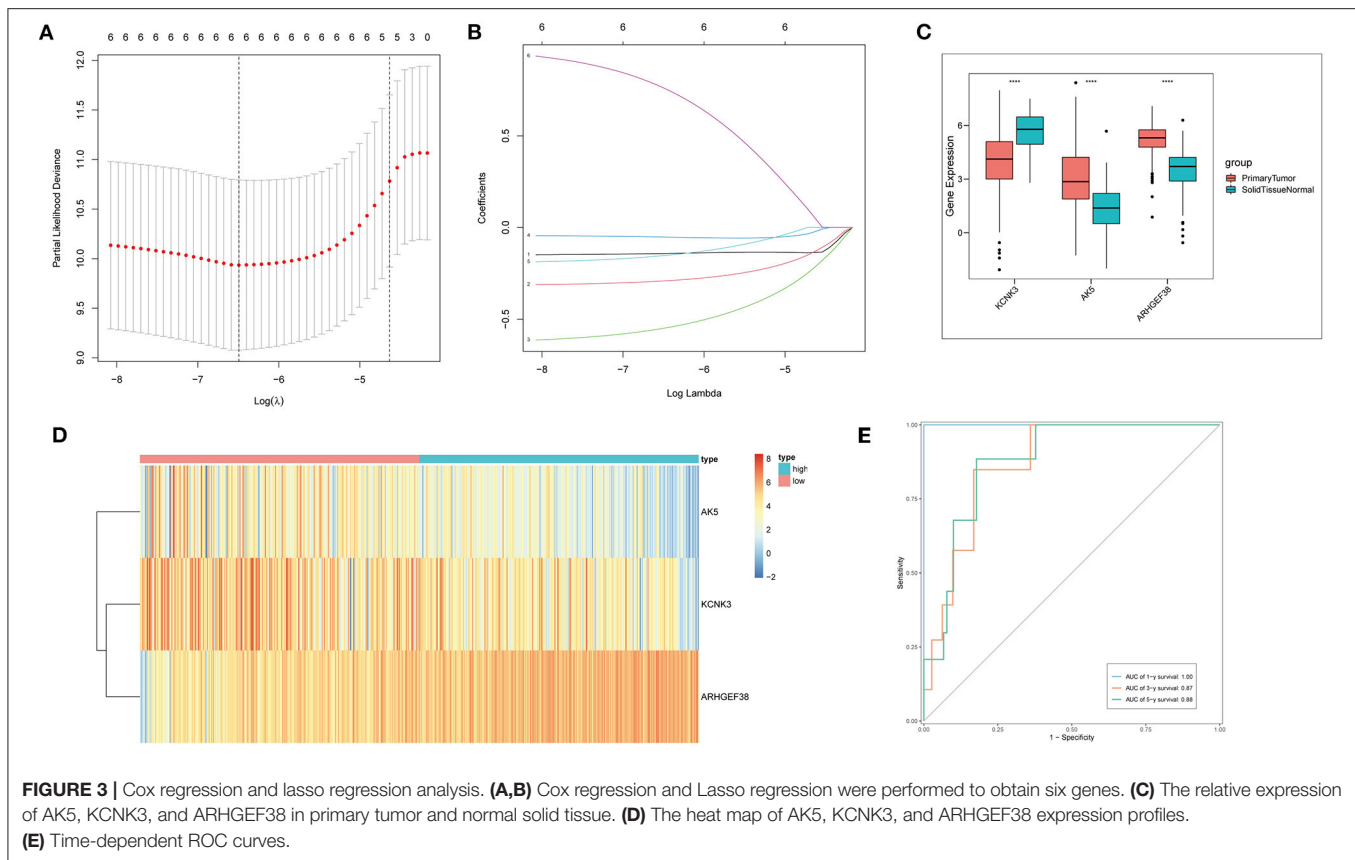 A
6 6 6 6 6 6 6 6 6 6 6 6 6 6 6 5 5 3 0
Partial Likelihood Deviance
12.0
11.5
11.0
10.5
10.0
9.5
9.0
−8 −7 −6 −5
Log(λ)
B
6 6 6 6
Coefficients
0.5
0.0
−0.5
6
4
1
5
2
3
−8 −7 −6 −5
Log Lambda
C
**** **** ****
Gene Expression
6
3
0
KCNK3 AK5 ARHGEF38
group
PrimaryTumor
SolidTissueNormal
D
type
AK5
KCNK3
ARHGEF38
8
6
4
2
0
−2
type
high
low
E
Sensitivity
1.00
0.75
0.50
0.25
0.00
0.00 0.25 0.50 0.75 1.00
1 − Specificity
AUC of 1−y survival: 1.00
AUC of 3−y survival: 0.87
AUC of 5−y survival: 0.88
FIGURE 3 | Cox regression and lasso regression analysis. (A,B) Cox regression and Lasso regression were performed to obtain six genes. (C) The relative expression
of AK5, KCNK3, and ARHGEF38 in primary tumor and normal solid tissue. (D) The heat map of AK5, KCNK3, and ARHGEF38 expression profiles.
(E) Time-dependent ROC curves.